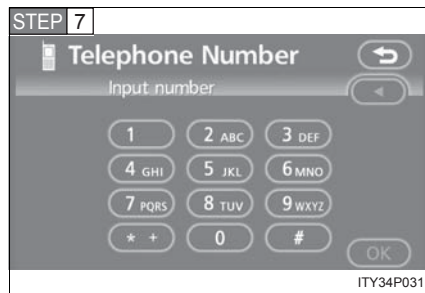 STEP 7
Telephone Number
Input number
1 2 ABC 3 DEF
4 GHI 5 JKL 6 MNO
7 PQRS 8 TUV 9 WXYZ
* + 0 #
OK
ITY34P031